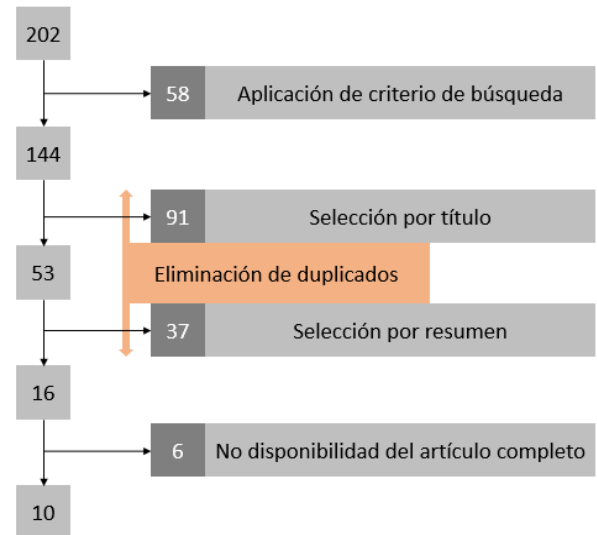 202
58 Aplicación de criterio de búsqueda
144
91 Selección por título
53 Eliminación de duplicados
37 Selección por resumen
16
6 No disponibilidad del artículo completo
10